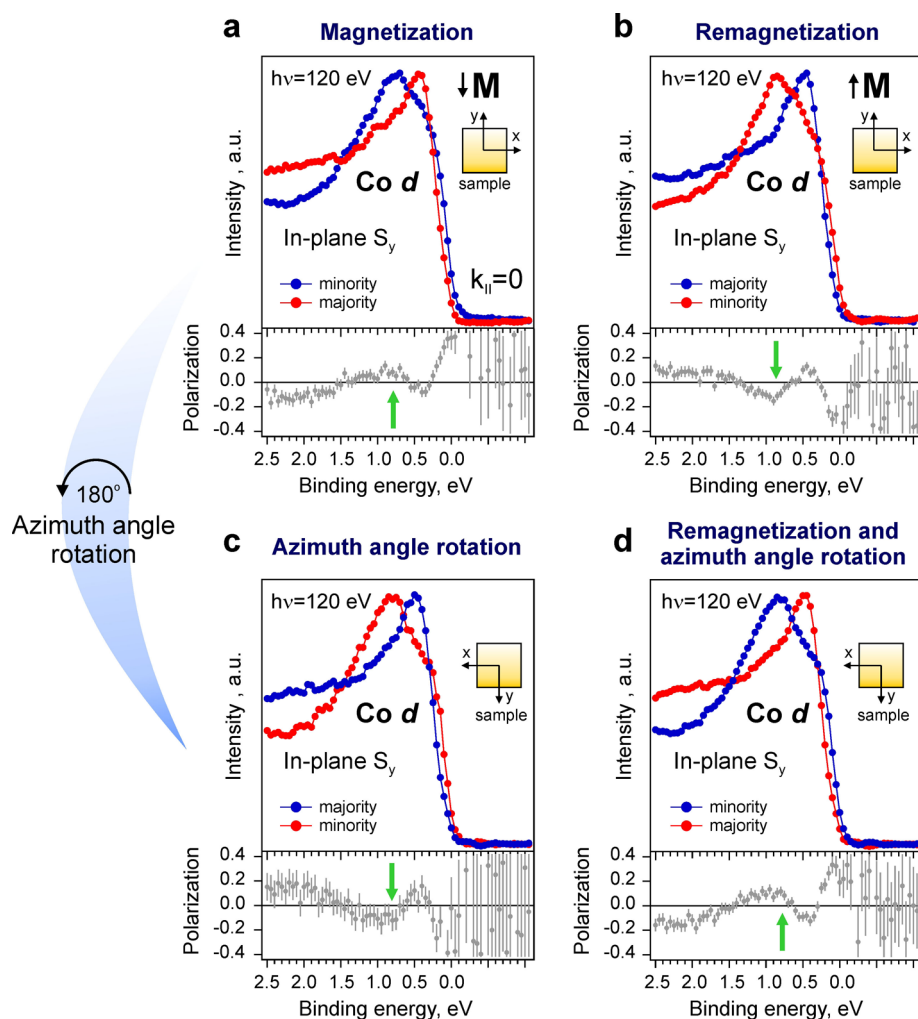 a
Magnetization
hν=120 eV
↓M
y
x
sample
Intensity , a.u.
Co d
In-plane Sy
minority
majority
k||=0
Polarization
0.4
0.2
0.0
-0.2
-0.4
2.5 2.0 1.5 1.0 0.5 0.0
Binding energy, eV
b
Remagnetization
hν=120 eV
↑M
y
x
sample
Intensity , a.u.
Co d
In-plane Sy
majority
minority
Polarization
0.4
0.2
0.0
-0.2
-0.4
2.5 2.0 1.5 1.0 0.5 0.0
Binding energy, eV
180°
Azimuth angle
rotation
c
Azimuth angle rotation
hν=120 eV
x
y
sample
Intensity , a.u.
Co d
In-plane Sy
majority
minority
Polarization
0.4
0.2
0.0
-0.2
-0.4
2.5 2.0 1.5 1.0 0.5 0.0
Binding energy, eV
d
Remagnetization and
azimuth angle rotation
hν=120 eV
x
y
sample
Intensity , a.u.
Co d
In-plane Sy
minority
majority
Polarization
0.4
0.2
0.0
-0.2
-0.4
2.5 2.0 1.5 1.0 0.5 0.0
Binding energy, eV